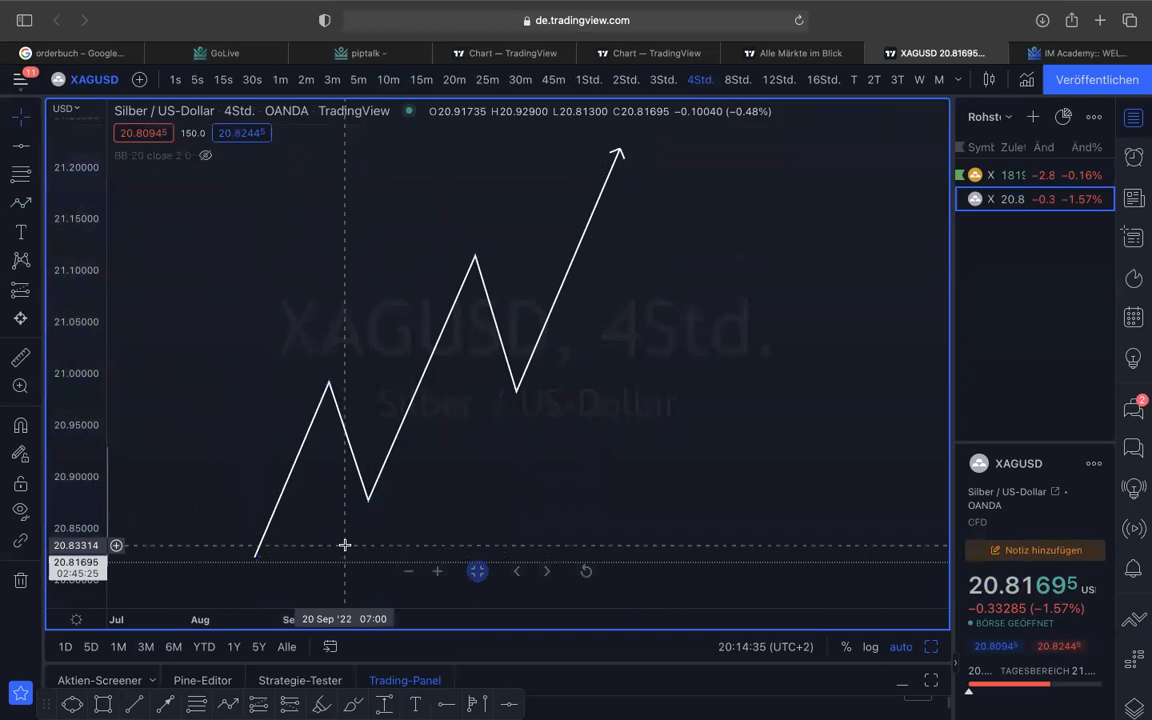 de.tradingview.com
orderbuch – Google...
GoLive
piptalk -
Chart — TradingView
Chart — TradingView
Alle Märkte im Blick
XAGUSD 20.81695...
IM Academy:: WEL...
11
XAGUSD
1s 5s 15s 30s 1m 2m 3m 5m 10m 15m 20m 25m 30m 45m 1Std. 2Std. 3Std. 4Std. 8Std. 12Std. 16Std. T 2T 3T W M
Veröffentlichen
USD
Silber / US-Dollar · 4Std. · OANDA · TradingView
O20.91735 H20.92900 L20.81300 C20.81695 −0.10040 (−0.48%)
20.80945
150.0
20.82445
BB 20 close 2 0
21.20000
21.15000
21.10000
21.05000
21.00000
20.95000
20.90000
20.85000
20.83314
20.81695
02:45:25
XAGUSD, 4Std.
Silber / US-Dollar
Jul
Aug
Se
20 Sep '22 07:00
1D 5D 1M 3M 6M YTD 1Y 5Y Alle
20:14:35 (UTC+2)
% log auto
Aktien-Screener
Pine-Editor
Strategie-Tester
Trading-Panel
Rohst
Symb Zuletz Änd Änd%
X 1819 −2.8 −0.16%
X 20.8 −0.3 −1.57%
2
XAGUSD
Silber / US-Dollar
OANDA
CFD
Notiz hinzufügen
20.81695
−0.33285 (−1.57%)
BÖRSE GEÖFFNET
20.80945
20.82445
20.... TAGESBEREICH 21....